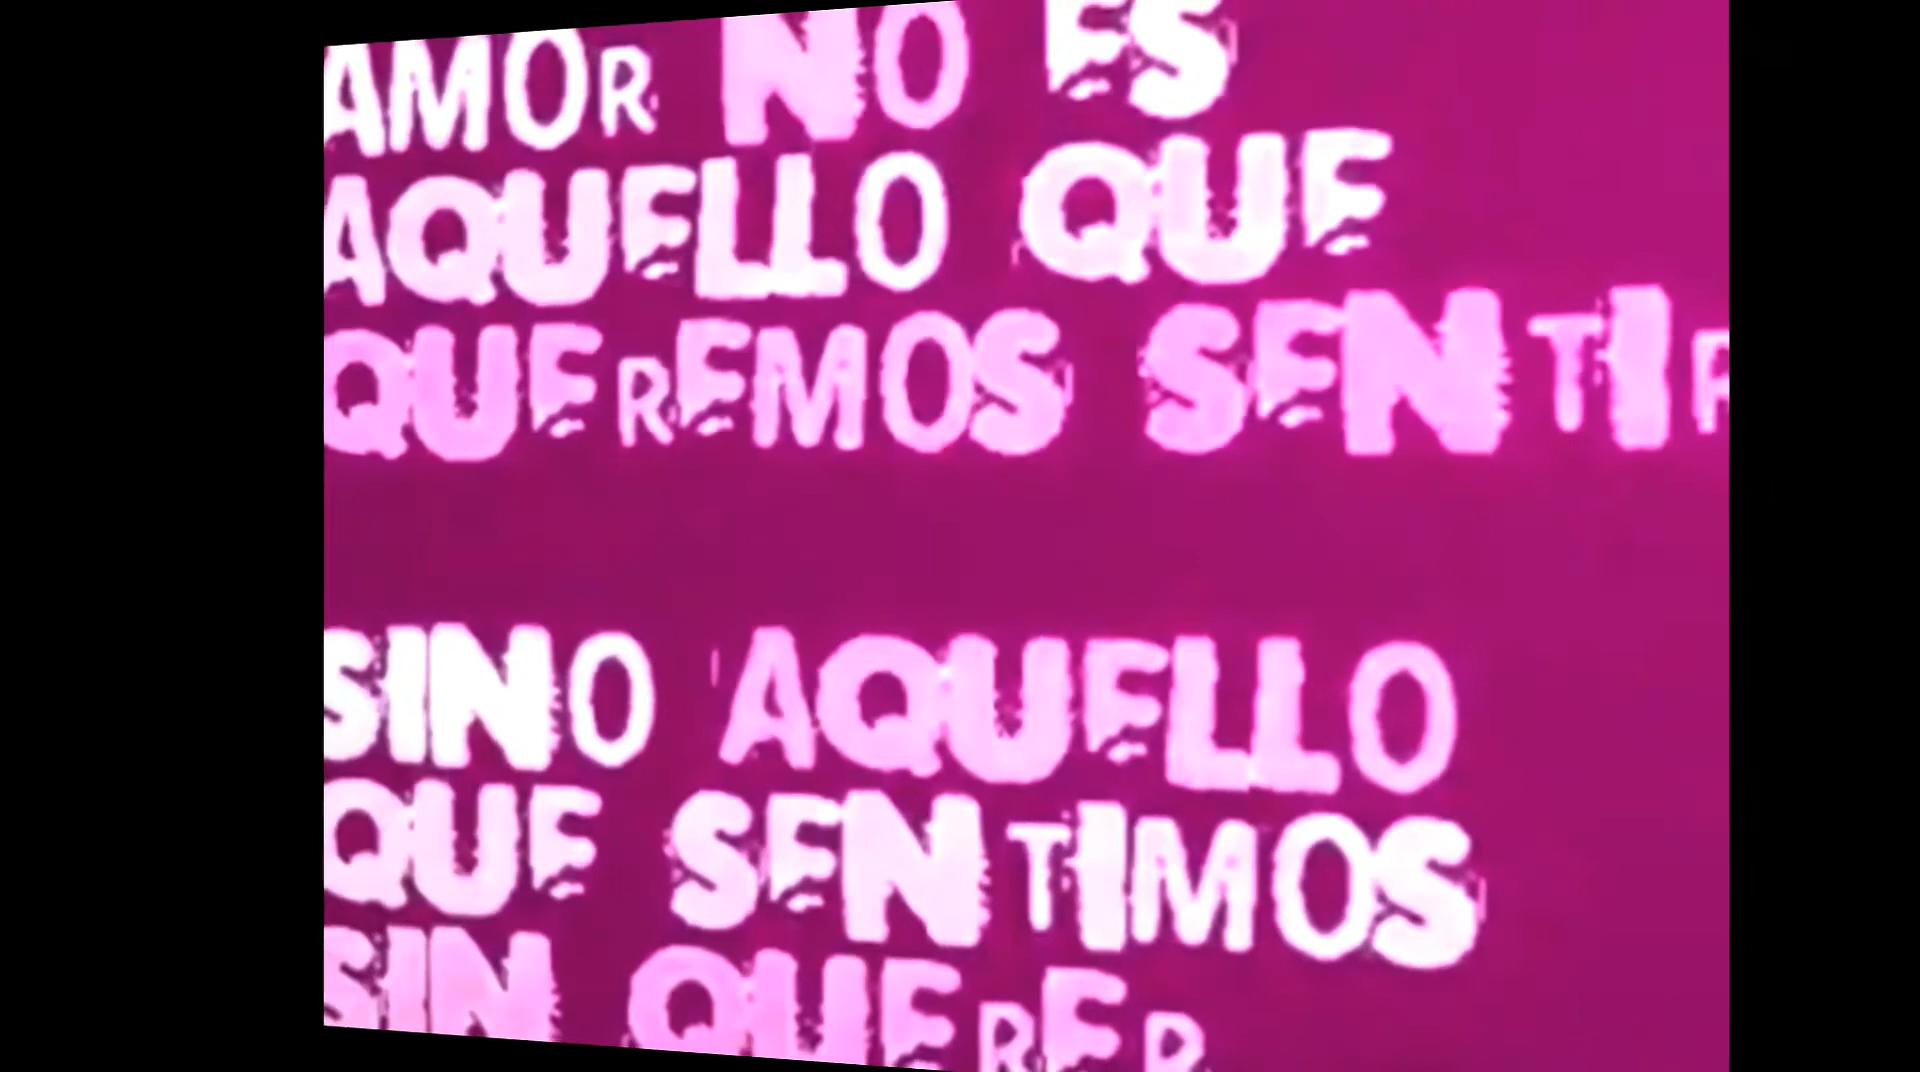 AMOR NO ES
AQUELLO QUE
QUEREMOS SENTIR
SINO AQUELLO
QUE SENTIMOS
SIN QUERER